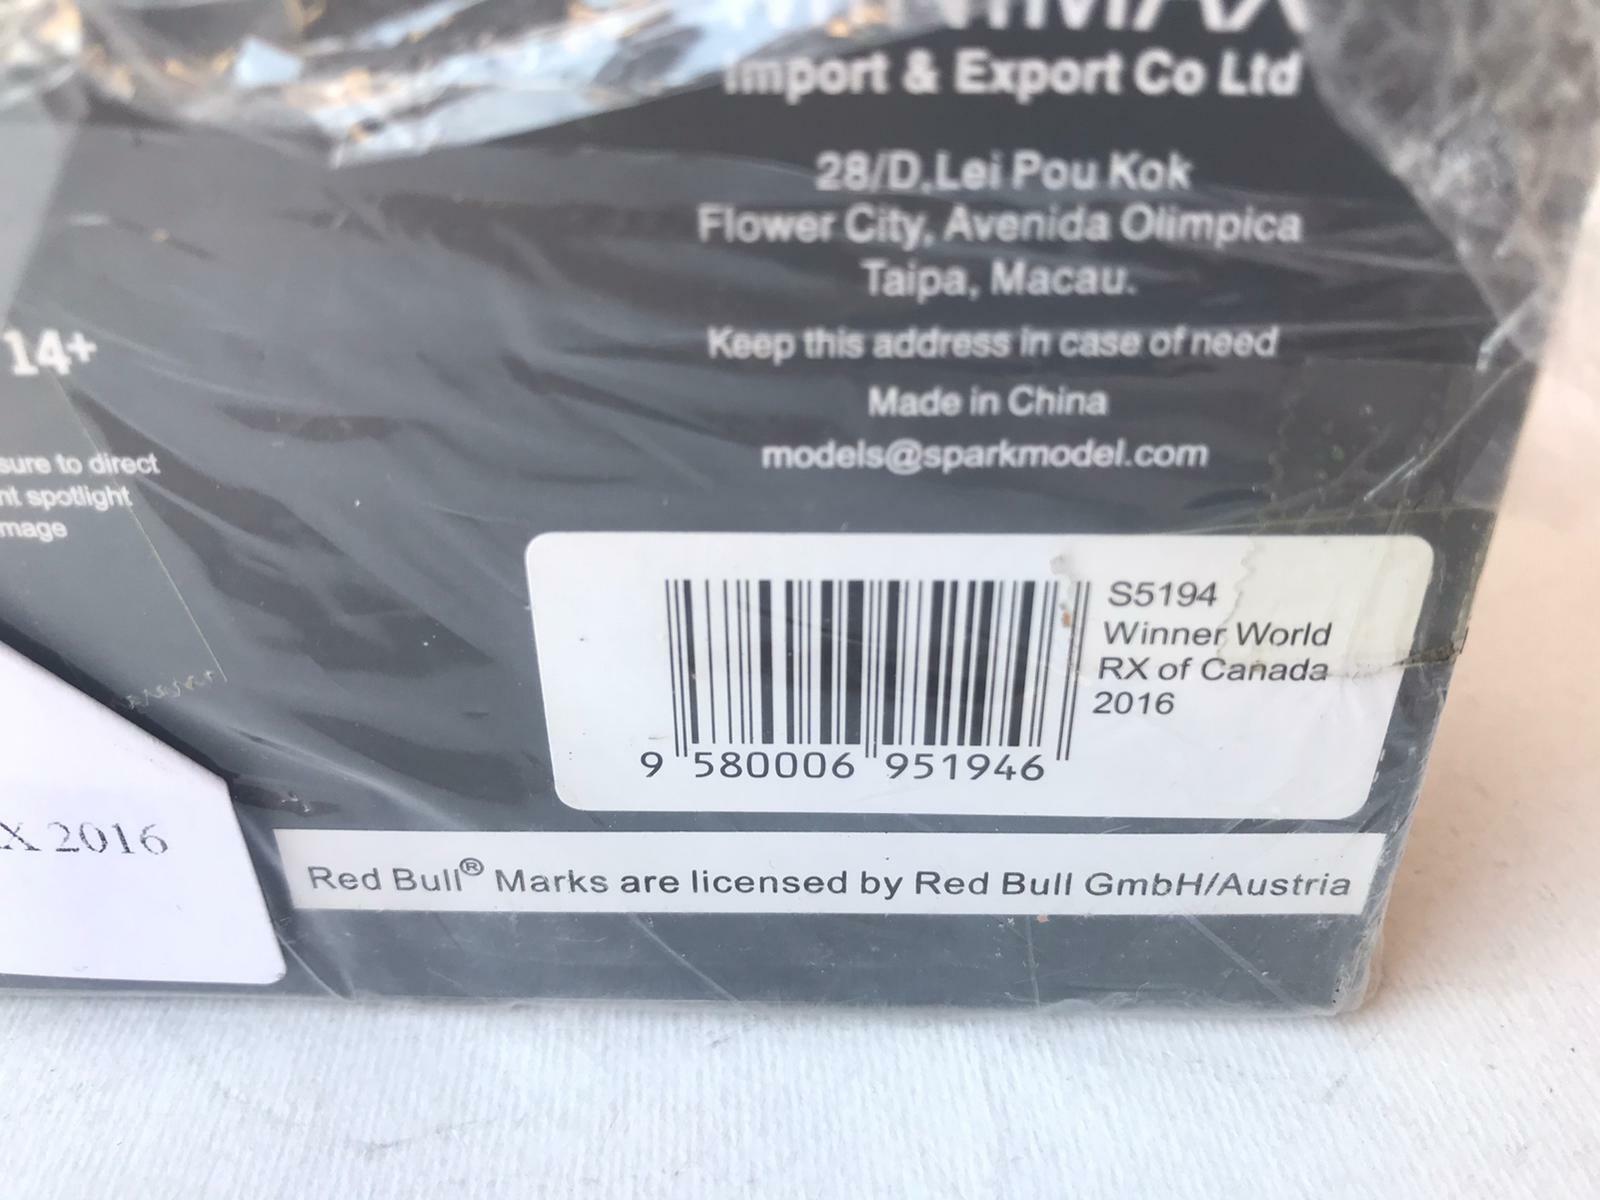 Import & Export Co Ltd
28/D,Lei Pou Kok
Flower City, Avenida Olimpica
Taipa, Macau.
Keep this address in case of need
Made in China
models@sparkmodel.com
14+
sure to direct
nt spotlight
mage
S5194
Winner World
RX of Canada
2016
9 580006 951946
X 2016
Red Bull® Marks are licensed by Red Bull GmbH/Austria